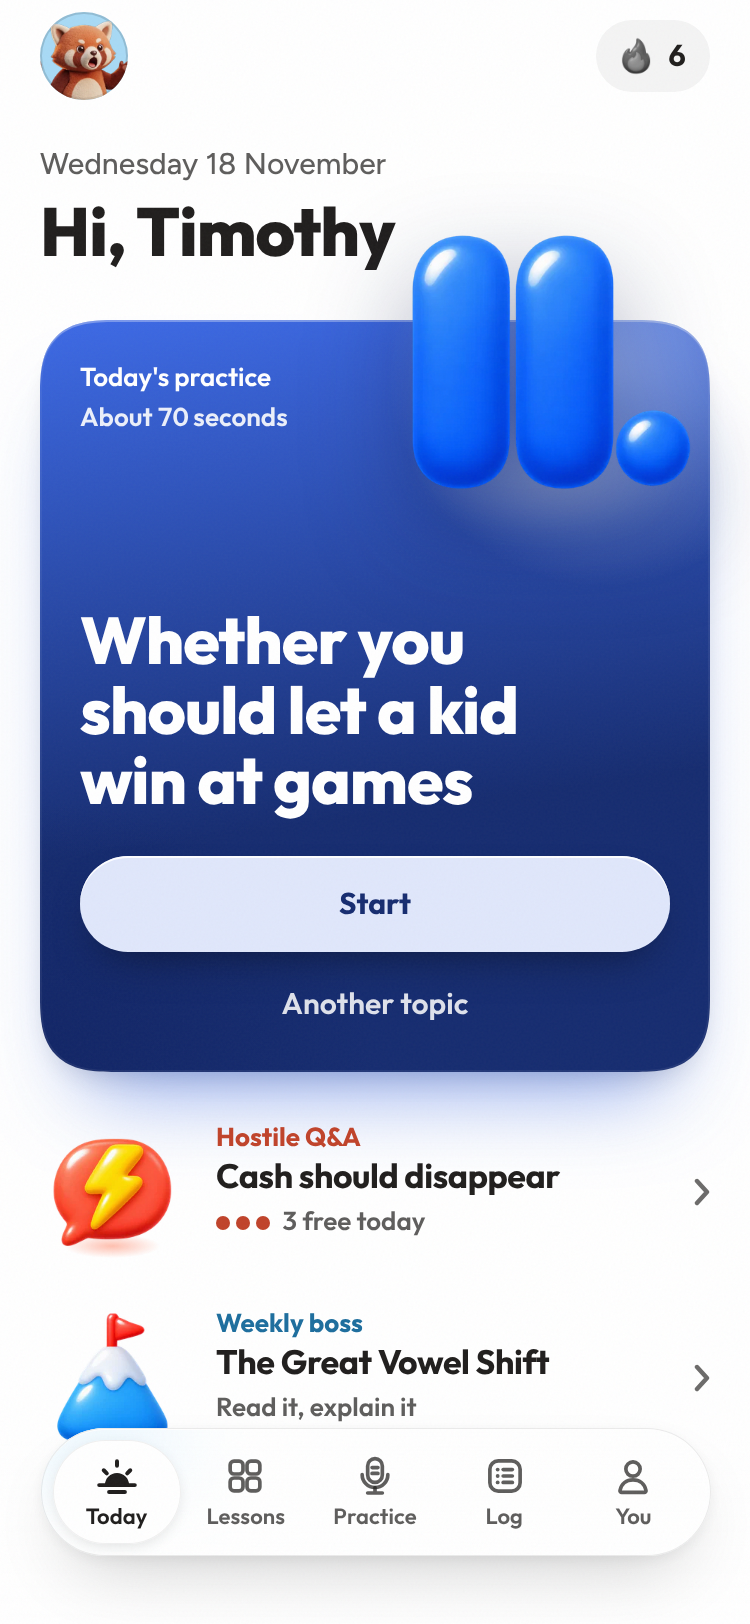 6
Wednesday 18 November
Hi, Timothy
Today's practice
About 70 seconds
Whether you
should let a kid
win at games
Start
Another topic
Hostile Q&A
Cash should disappear
3 free today
Weekly boss
The Great Vowel Shift
Read it, explain it
Today
Lessons
Practice
Log
You